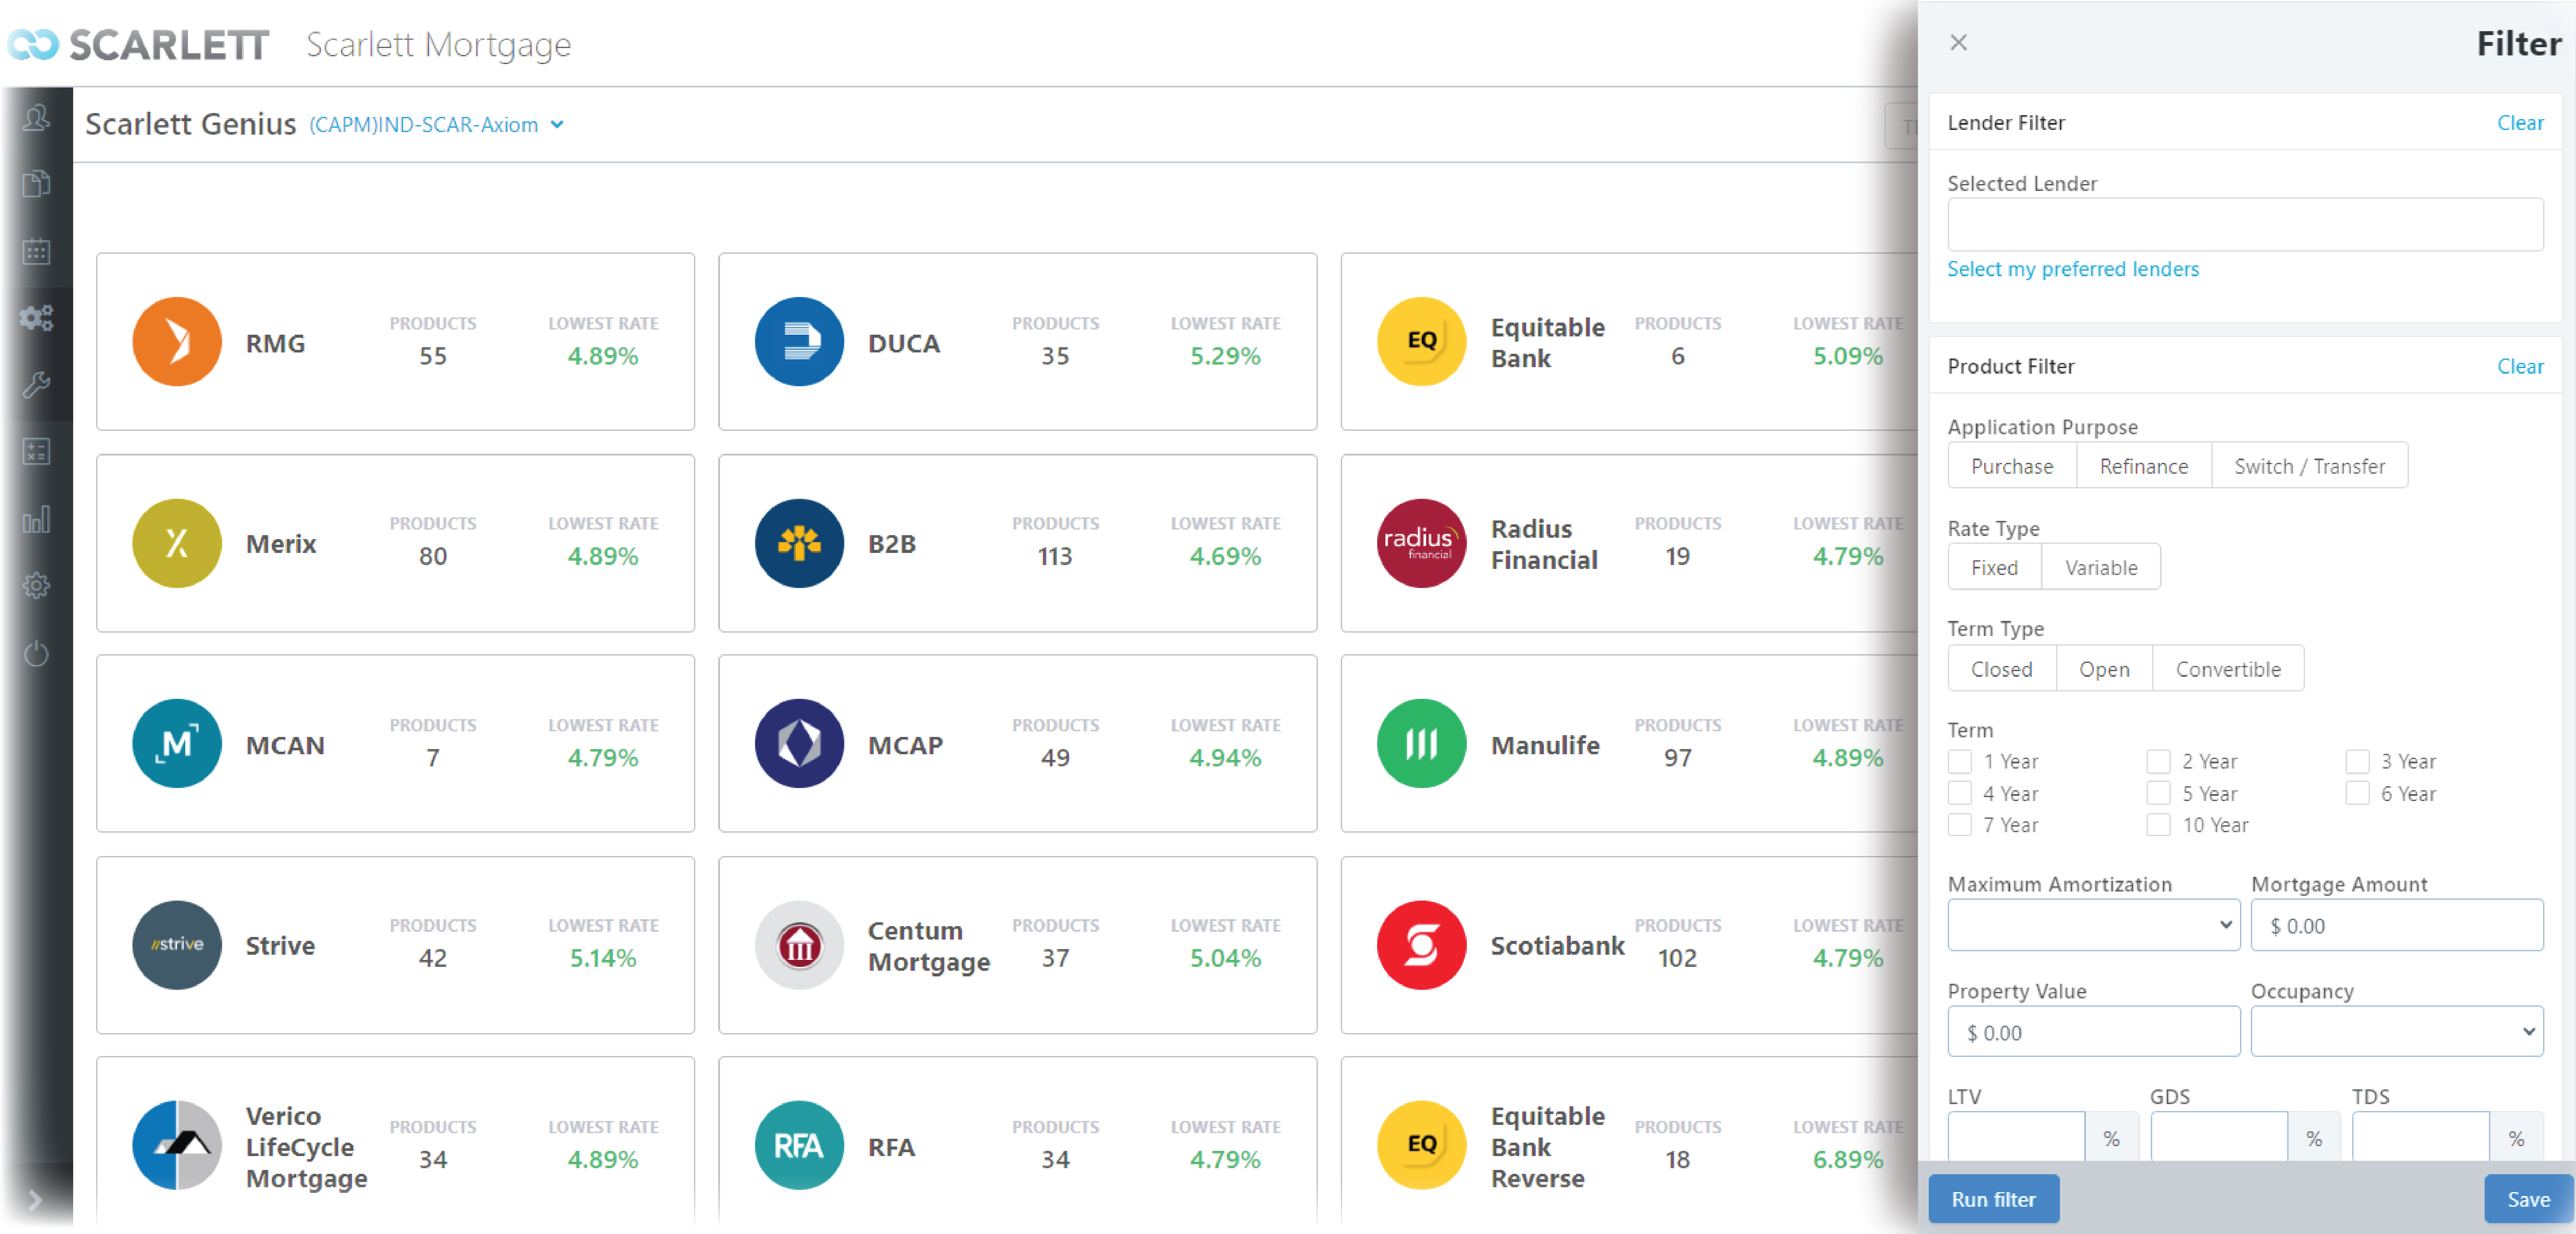 SCARLETT Scarlett Mortgage
Scarlett Genius (CAPM)IND-SCAR-Axiom
RMG PRODUCTS 55 LOWEST RATE 4.89%
DUCA PRODUCTS 35 LOWEST RATE 5.29%
EQ Equitable Bank PRODUCTS 6 LOWEST RATE 5.09%
Merix PRODUCTS 80 LOWEST RATE 4.89%
B2B PRODUCTS 113 LOWEST RATE 4.69%
radius financial Radius Financial PRODUCTS 19 LOWEST RATE 4.79%
M MCAN PRODUCTS 7 LOWEST RATE 4.79%
MCAP PRODUCTS 49 LOWEST RATE 4.94%
Manulife PRODUCTS 97 LOWEST RATE 4.89%
//strive Strive PRODUCTS 42 LOWEST RATE 5.14%
Centum Mortgage PRODUCTS 37 LOWEST RATE 5.04%
Scotiabank PRODUCTS 102 LOWEST RATE 4.79%
Verico LifeCycle Mortgage PRODUCTS 34 LOWEST RATE 4.89%
RFA RFA PRODUCTS 34 LOWEST RATE 4.79%
EQ Equitable Bank Reverse PRODUCTS 18 LOWEST RATE 6.89%
Filter
Lender Filter Clear
Selected Lender
Select my preferred lenders
Product Filter Clear
Application Purpose
Purchase Refinance Switch / Transfer
Rate Type
Fixed Variable
Term Type
Closed Open Convertible
Term
1 Year 2 Year 3 Year
4 Year 5 Year 6 Year
7 Year 10 Year
Maximum Amortization Mortgage Amount
$ 0.00
Property Value Occupancy
$ 0.00
LTV GDS TDS
% % %
Run filter Save